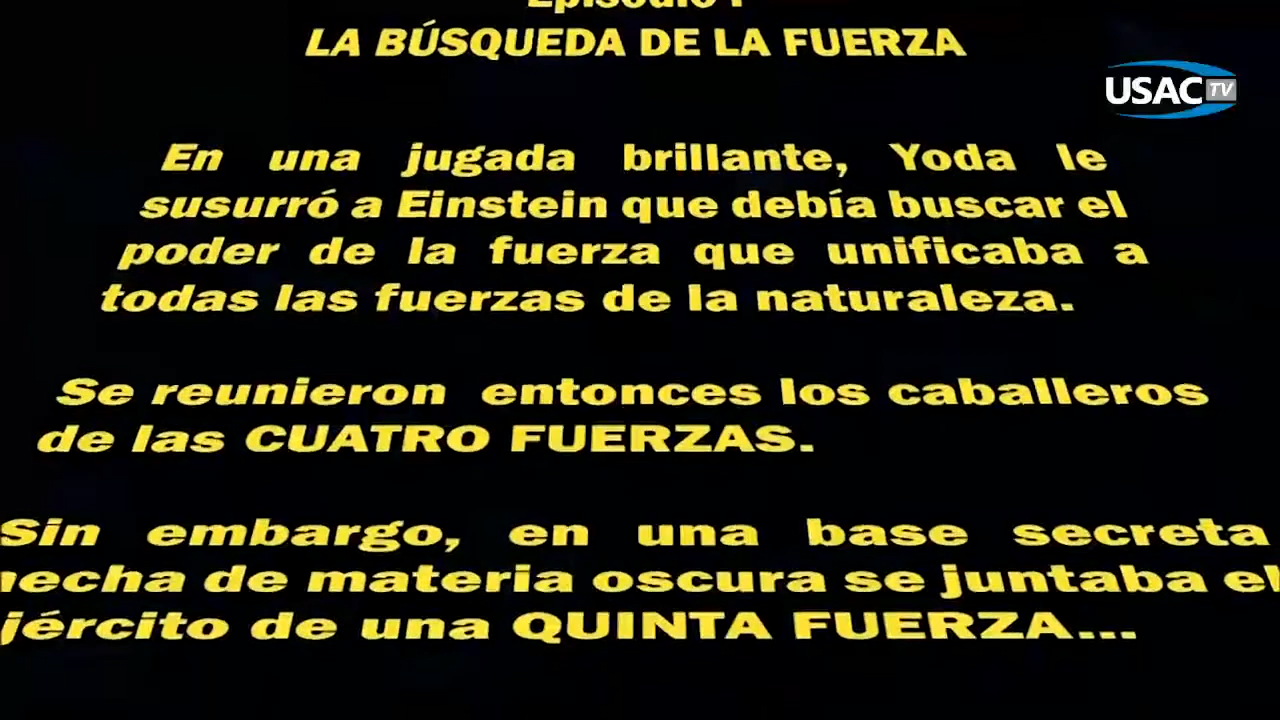 Episodio I
LA BÚSQUEDA DE LA FUERZA
USAC TV
En una jugada brillante, Yoda le
susurró a Einstein que debía buscar el
poder de la fuerza que unificaba a
todas las fuerzas de la naturaleza.
Se reunieron entonces los caballeros
de las CUATRO FUERZAS.
Sin embargo, en una base secreta
hecha de materia oscura se juntaba el
jército de una QUINTA FUERZA...